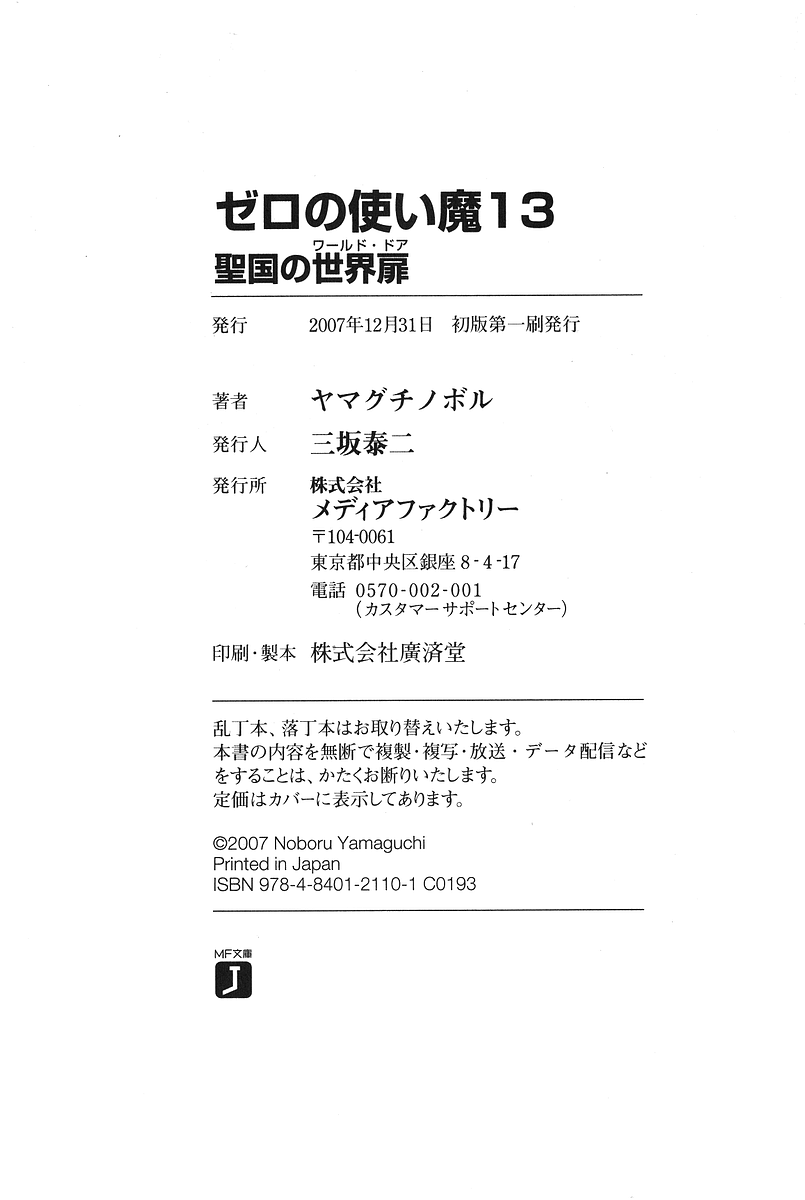 ゼロの使い魔13
ワールド・ドア
聖国の世界扉
発行 2007年12月31日 初版第一刷発行
著者 ヤマグチノボル
発行人 三坂泰二
発行所 株式会社
メディアファクトリー
〒104-0061
東京都中央区銀座8-4-17
電話 0570-002-001
(カスタマーサポートセンター)
印刷・製本 株式会社廣済堂
乱丁本、落丁本はお取り替えいたします。
本書の内容を無断で複製・複写・放送・データ配信など
をすることは、かたくお断りいたします。
定価はカバーに表示してあります。
©2007 Noboru Yamaguchi
Printed in Japan
ISBN 978-4-8401-2110-1 C0193
MF文庫
J